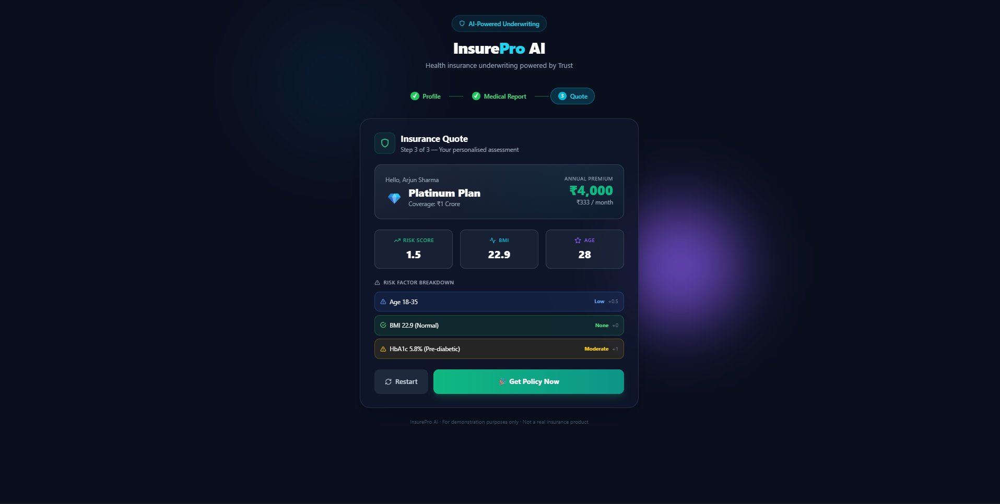 AI-Powered Underwriting
InsurePro AI
Health insurance underwriting powered by Trust
Profile
Medical Report
3 Quote
Insurance Quote
Step 3 of 3 — Your personalised assessment
Hello, Arjun Sharma
Platinum Plan
Coverage: ₹1 Crore
ANNUAL PREMIUM
₹4,000
₹333 / month
RISK SCORE
1.5
BMI
22.9
AGE
28
RISK FACTOR BREAKDOWN
Age 18-35 Low +0.5
BMI 22.9 (Normal) None +0
HbA1c 5.8% (Pre-diabetic) Moderate +1
Restart
Get Policy Now
InsurePro AI · For demonstration purposes only · Not a real insurance product